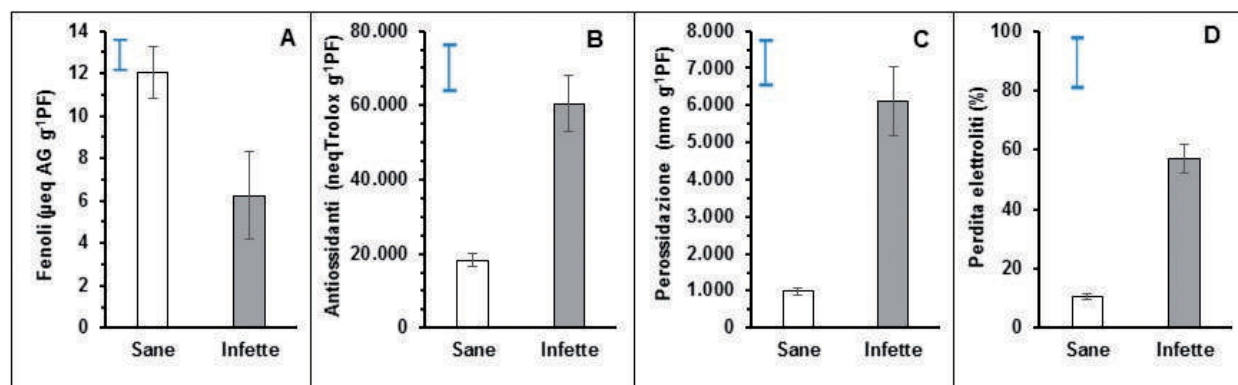 A
Fenoli (µeq AG g⁻¹PF)
14
12
10
8
6
4
2
0
Sane Infette
B
Antiossidanti (neqTrolox g⁻¹PF)
80.000
60.000
40.000
20.000
0
Sane Infette
C
Perossidazione (nmo g⁻¹PF)
8.000
7.000
6.000
5.000
4.000
3.000
2.000
1.000
0
Sane Infette
D
Perdita elettroliti (%)
100
80
60
40
20
0
Sane Infette